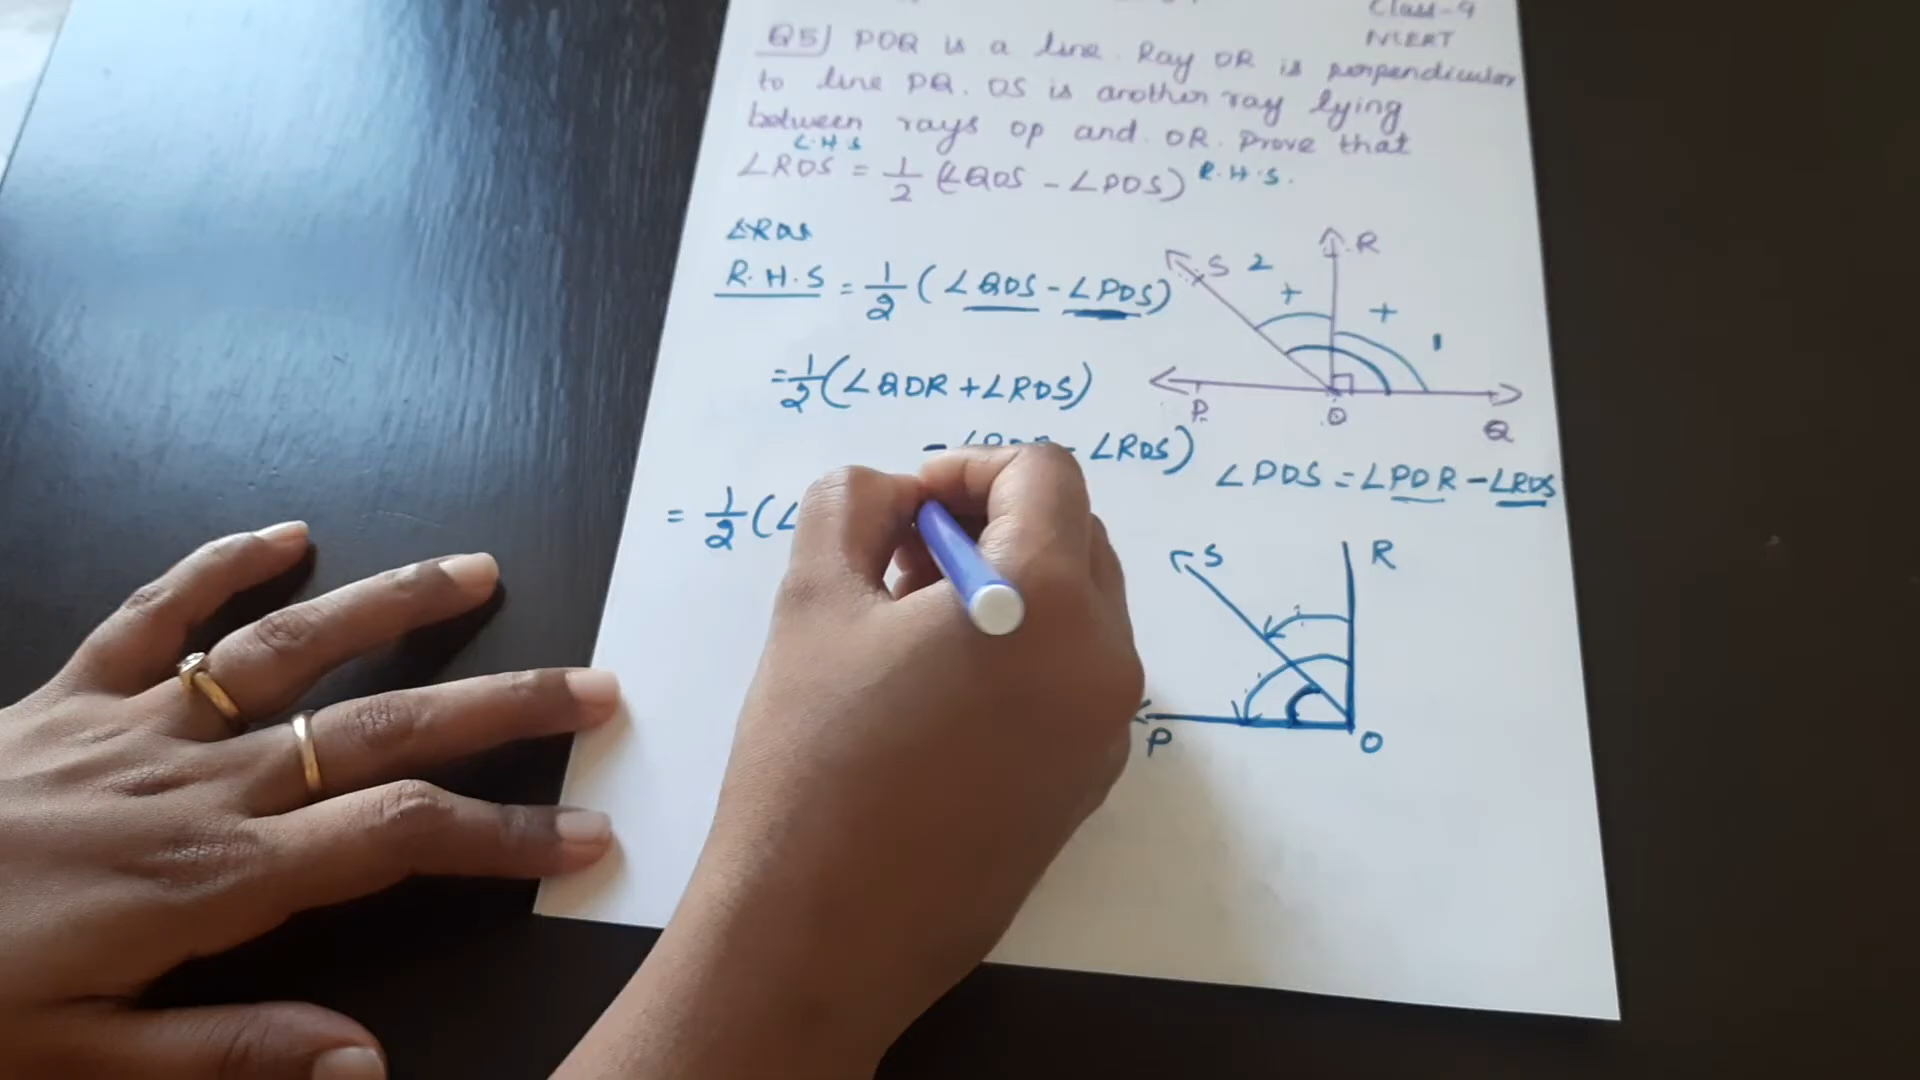 Class-9
NCERT
Q5) POQ is a line. Ray OR is perpendicular
to line PQ. OS is another ray lying
between rays OP and OR. Prove that
L.H.S
∠ROS = 1/2 (∠QOS - ∠POS) R.H.S.
∠ROS
R.H.S = 1/2 (∠QOS - ∠POS)
= 1/2 (∠QOR + ∠ROS)
- ∠ROS)
= 1/2 (∠
S 2 R
+ +
1
P. O Q
∠POS = ∠POR - ∠ROS
S R
P O